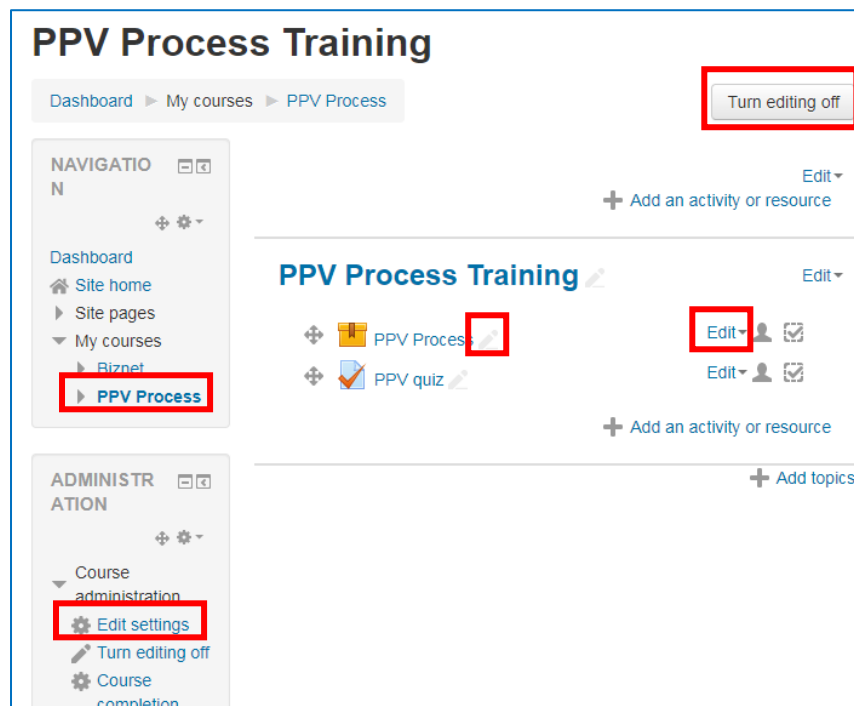 PPV Process Training
Dashboard My courses PPV Process
Turn editing off
NAVIGATIO
N
Dashboard
Site home
Site pages
My courses
Biznet
PPV Process
ADMINISTR
ATION
Course
administration
Edit settings
Turn editing off
Course
completion
Edit
Add an activity or resource
PPV Process Training
Edit
PPV Process
Edit
PPV quiz
Edit
Add an activity or resource
Add topics